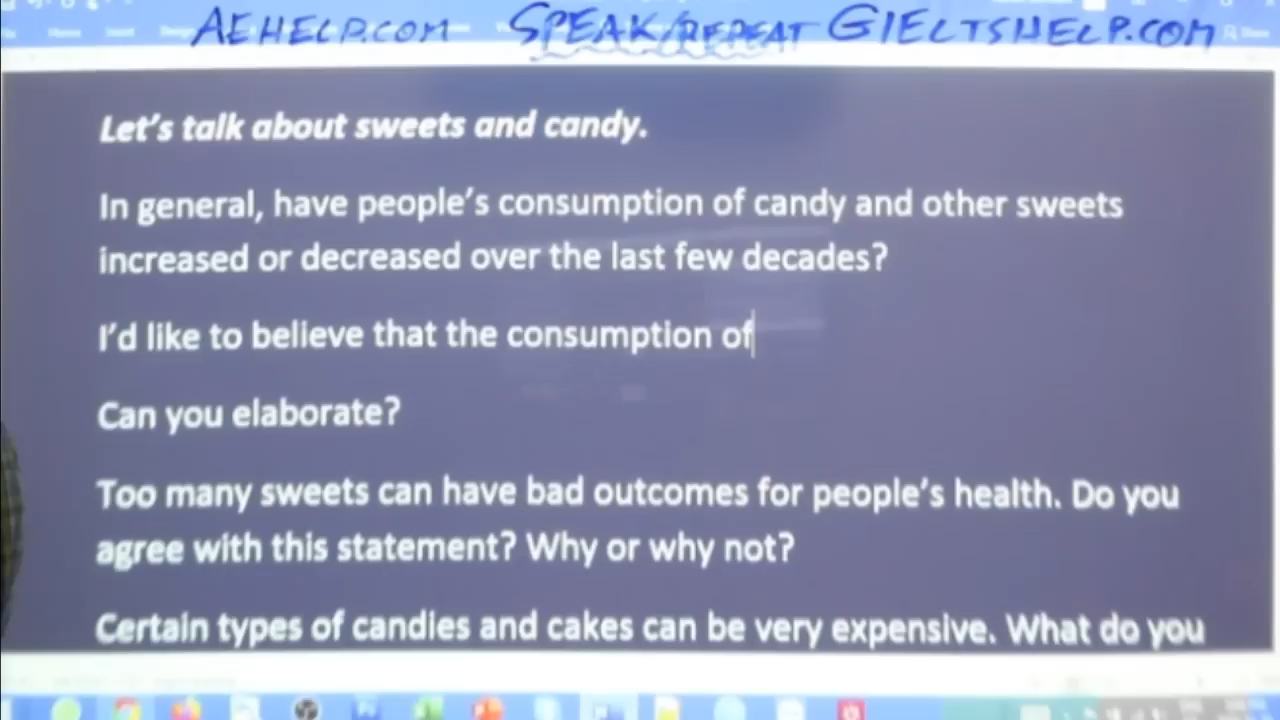 AEHELP.COM SPEAK/REPEAT GIELTSHELP.COM
Let's talk about sweets and candy.
In general, have people's consumption of candy and other sweets
increased or decreased over the last few decades?
I'd like to believe that the consumption of
Can you elaborate?
Too many sweets can have bad outcomes for people's health. Do you
agree with this statement? Why or why not?
Certain types of candies and cakes can be very expensive. What do you